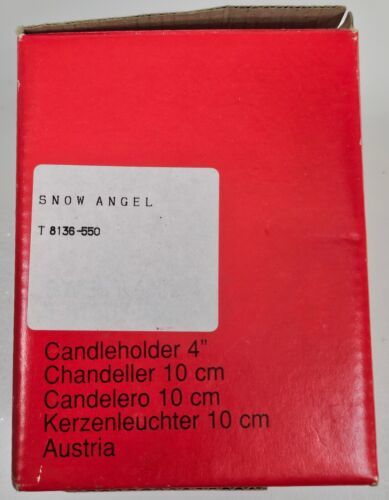 SNOW ANGEL
T 8136-550
Candleholder 4"
Chandeller 10 cm
Candelero 10 cm
Kerzenleuchter 10 cm
Austria